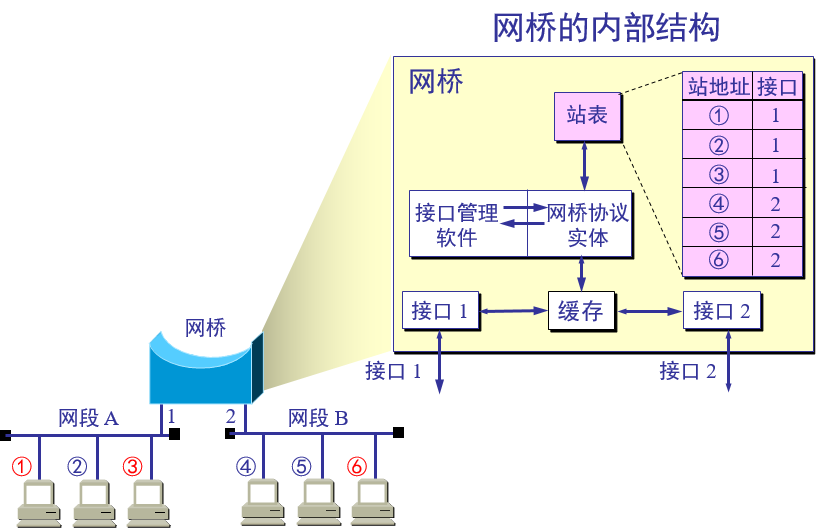 网桥的内部结构
网桥
站表
站地址 接口
① 1
② 1
③ 1
④ 2
⑤ 2
⑥ 2
接口管理
软件
网桥协议
实体
接口 1
缓存
接口 2
接口 1
接口 2
网桥
网段 A
1
2
网段 B
① ② ③ ④ ⑤ ⑥